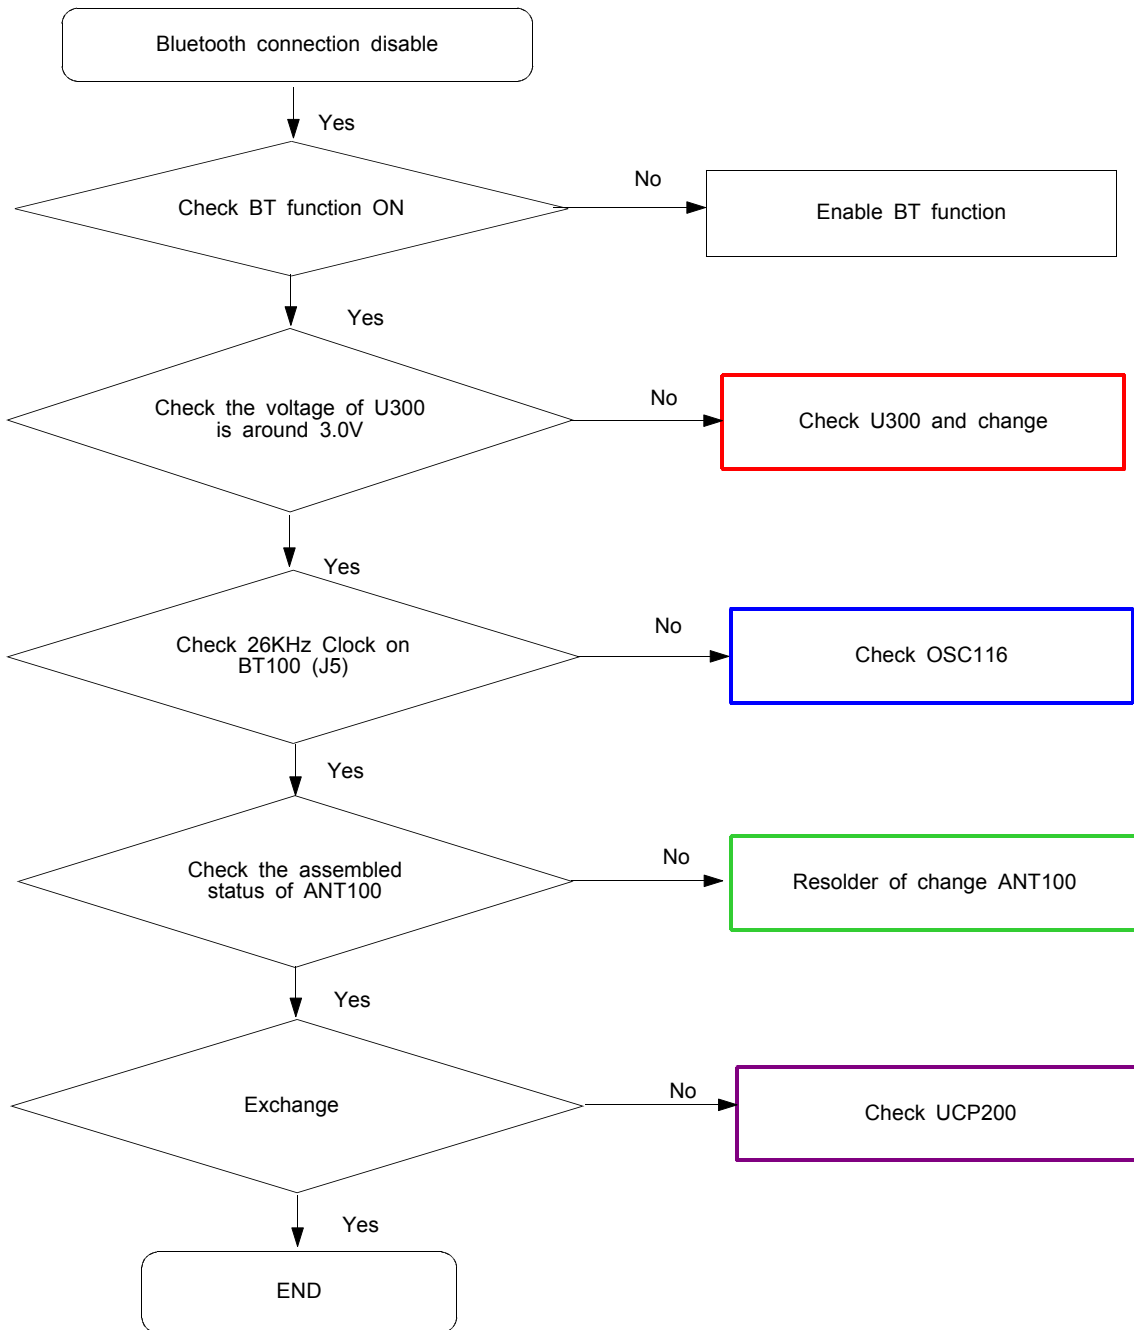 Bluetooth connection disable
Yes
Check BT function ON
No
Enable BT function
Yes
Check the voltage of U300
is around 3.0V
No
Check U300 and change
Yes
Check 26KHz Clock on
BT100 (J5)
No
Check OSC116
Yes
Check the assembled
status of ANT100
No
Resolder of change ANT100
Yes
Exchange
No
Check UCP200
Yes
END